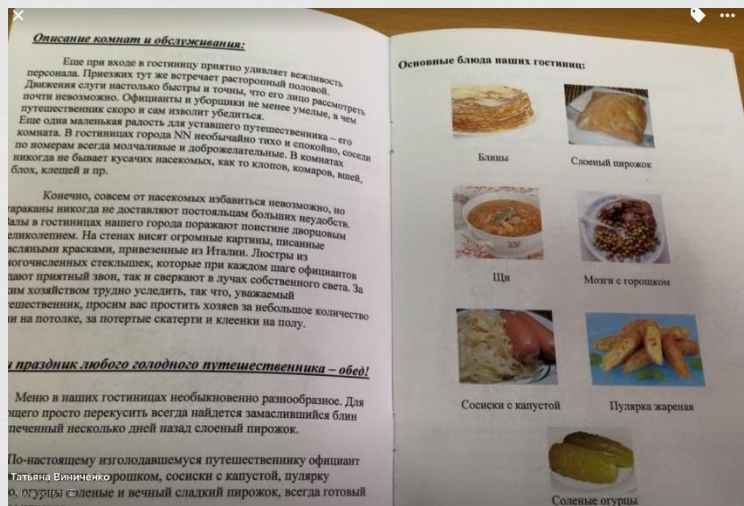 Описание комнат и обслуживания:
Еще при входе в гостиницу приятно удивляет вежливость
персонала. Приезжих тут же встречает расторопный половой.
Движения слуги настолько быстры и точны, что его лицо рассмотреть
почти невозможно. Официанты и уборщики не менее умелые, в чем
путешественник скоро и сам изволит убедиться.
Еще одна маленькая радость для уставшего путешественника – его
комната. В гостиницах города NN необычайно тихо и спокойно, соседи
по номерам всегда молчаливые и доброжелательные. В комнатах
никогда не бывает кусачих насекомых, как то клопов, комаров, вшей,
блох, клещей и пр.
Конечно, совсем от насекомых избавиться невозможно, но
тараканы никогда не доставляют постояльцам больших неудобств.
Залы в гостиницах нашего города поражают поистине дворцовым
великолепием. На стенах висят огромные картины, писанные
масляными красками, привезенные из Италии. Люстры из
ногочисленных стеклышек, которые при каждом шаге официантов
дают приятный звон, так и сверкают в лучах собственного света. За
ким хозяйством трудно уследить, так что, уважаемый
тешественник, просим вас простить хозяев за небольшое количество
н на потолке, за потертые скатерти и клеенки на полу.
и праздник любого голодного путешественника – обед!
Меню в наших гостиницах необыкновенно разнообразное. Для
ющего просто перекусить всегда найдется замаслившийся блин
печенный несколько дней назад слоеный пирожок.
По-настоящему изголодавшемуся путешественнику официант
горошком, сосиски с капустой, пулярку
о, огурцы соленые и вечный сладкий пирожок, всегда готовый
Татьяна Виниченко
Основные блюда наших гостиниц:
Блины
Слоеный пирожок
Щи
Мозги с горошком
Сосиски с капустой
Пулярка жареная
Соленые огурцы